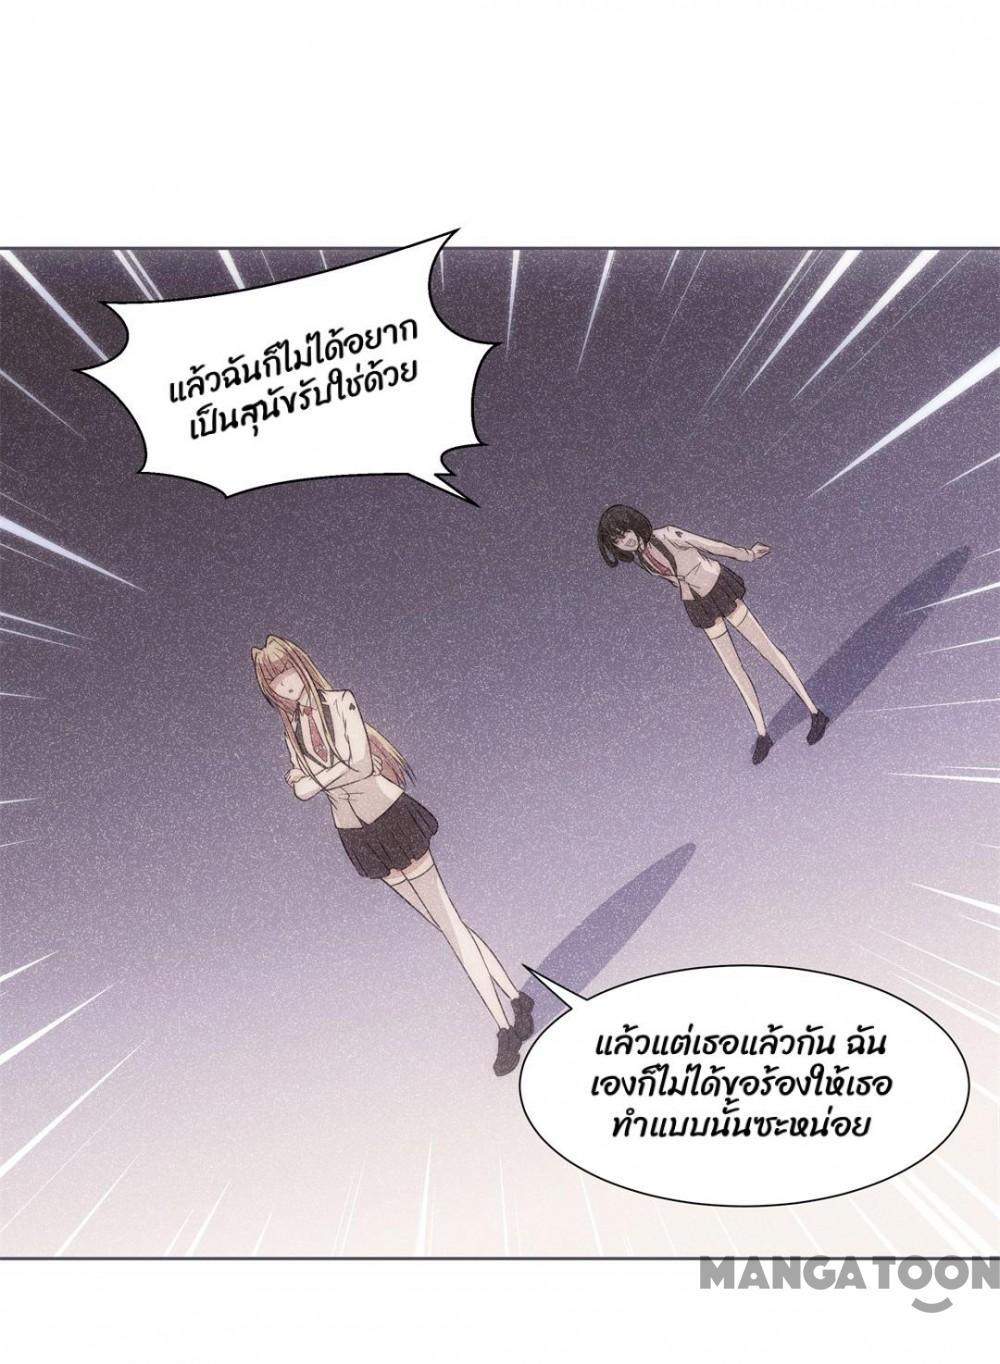 แล้วฉันก็ไม่ได้อยาก
เป็นสุนัขรับใช้ด้วย
แล้วแต่เธอแล้วกัน ฉัน
เองก็ไม่ได้ขอร้องให้เธอ
ทำแบบนั้นซะหน่อย
MANGATOON